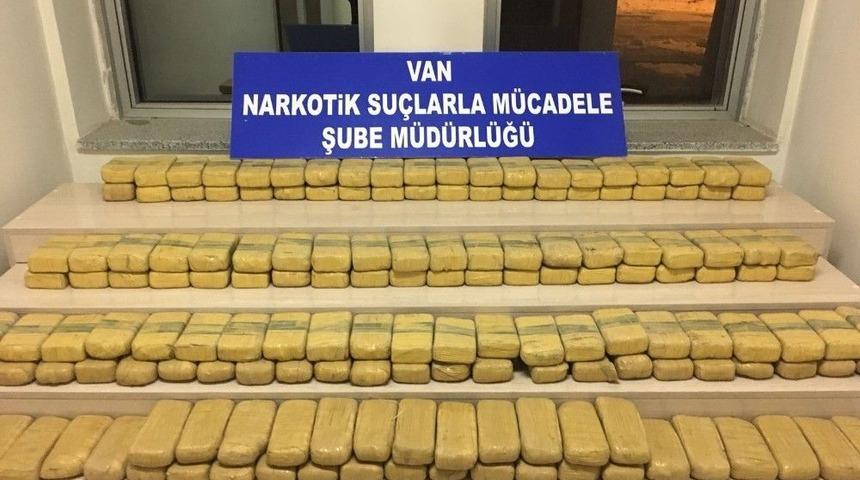 VAN
NARKOTİK SUÇLARLA MÜCADELE
ŞUBE MÜDÜRLÜĞÜ